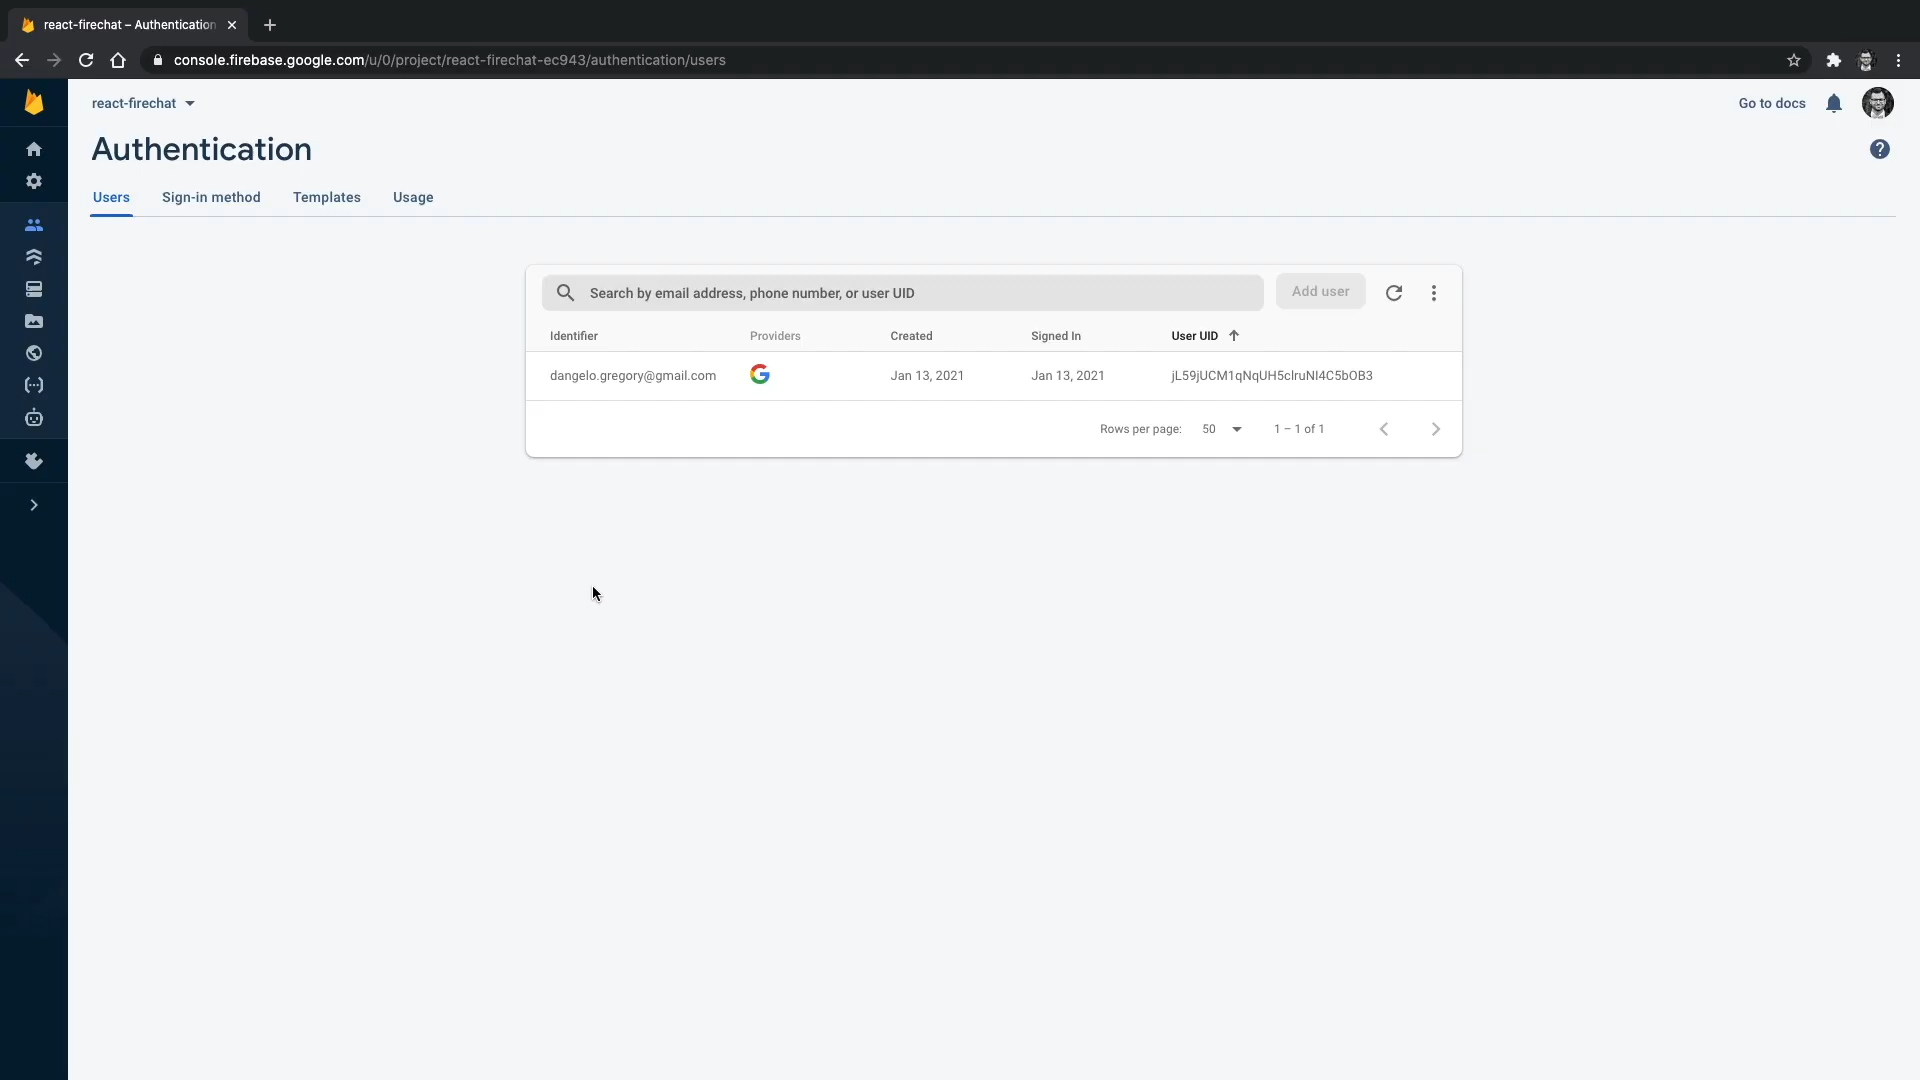 react-firechat – Authentication
console.firebase.google.com/u/0/project/react-firechat-ec943/authentication/users
react-firechat
Go to docs
Authentication
?
Users
Sign-in method
Templates
Usage
Search by email address, phone number, or user UID
Add user
Identifier
Providers
Created
Signed In
User UID
dangelo.gregory@gmail.com
Jan 13, 2021
Jan 13, 2021
jL59jUCM1qNqUH5clruNI4C5bOB3
Rows per page:
50
1 – 1 of 1